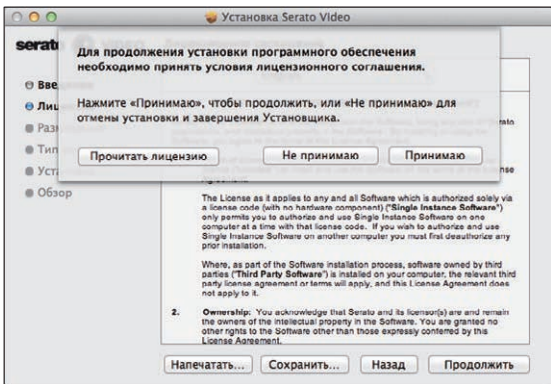 Установка Serato Video
serato
Для продолжения установки программного обеспечения
необходимо принять условия лицензионного соглашения.
Нажмите «Принимаю», чтобы продолжить, или «Не принимаю» для
отмены установки и завершения Установщика.
Прочитать лицензию
Не принимаю
Принимаю
Обзор
The License as it applies to any and all Software which is authorized solely via
a license code (with no hardware component) ("Single Instance Software")
only permits you to authorize and use Single Instance Software on one
computer at a time with that license code. If you wish to authorize and use
Single Instance Software on another computer you must first deauthorize any
prior installation.
Where, as part of the Software installation process, software owned by third
parties ("Third Party Software") is installed on your computer, the relevant third
party license agreement or terms will apply, and this License Agreement does
not apply to it.
2. Ownership: You acknowledge that Serato and its licensor(s) are and remain
the owners of the intellectual property in the Software. You are granted no
other rights to the Software other than those expressly conferred by this
License Agreement.
Напечатать...
Сохранить...
Назад
Продолжить